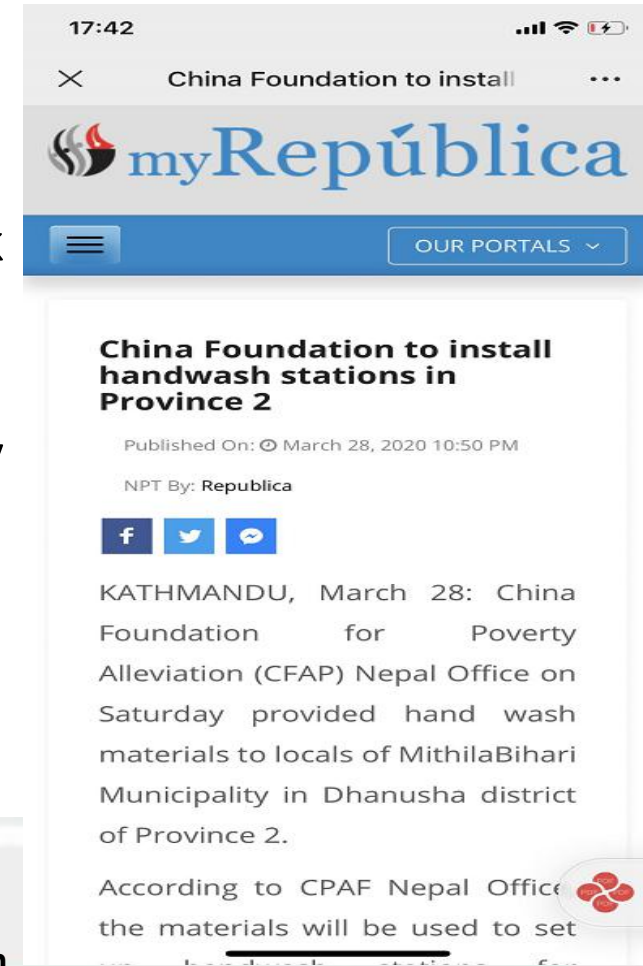 17:42
China Foundation to install
myRepública
OUR PORTALS
China Foundation to install
handwash stations in
Province 2
Published On: March 28, 2020 10:50 PM
NPT By: Republica
KATHMANDU, March 28: China
Foundation for Poverty
Alleviation (CFAP) Nepal Office on
Saturday provided hand wash
materials to locals of MithilaBihari
Municipality in Dhanusha district
of Province 2.
According to CPAF Nepal Office,
the materials will be used to set